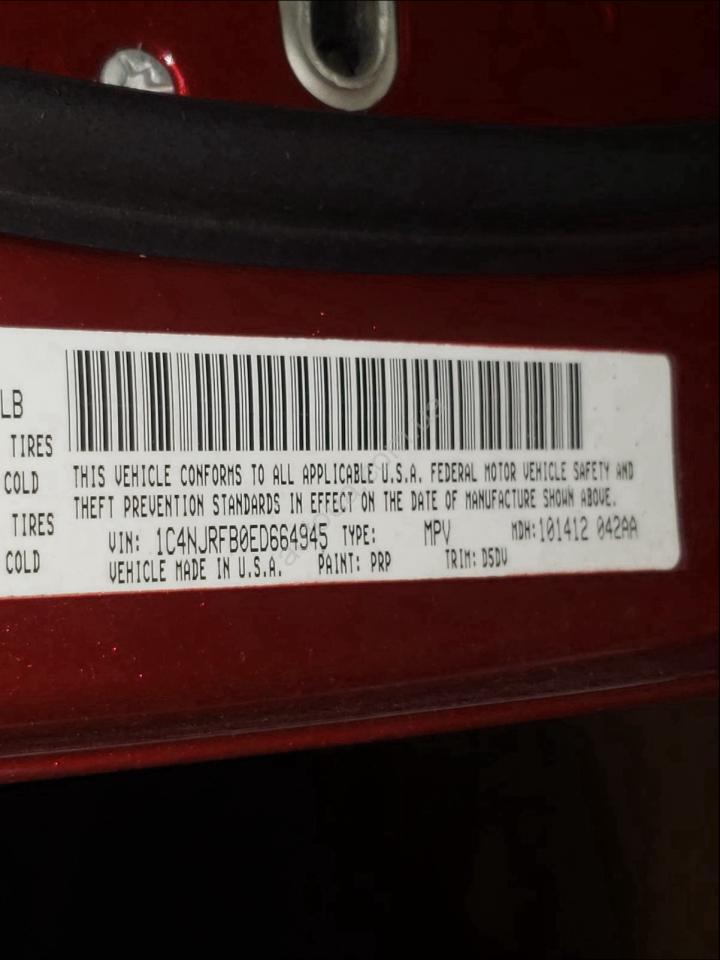 LB
TIRES
COLD
TIRES
COLD
THIS VEHICLE CONFORMS TO ALL APPLICABLE U.S.A. FEDERAL MOTOR VEHICLE SAFETY AND
THEFT PREVENTION STANDARDS IN EFFECT ON THE DATE OF MANUFACTURE SHOWN ABOVE.
VIN: 1C4NJRFB0ED664945 TYPE: MPV MDH:101412 042AA
VEHICLE MADE IN U.S.A. PAINT: PRP TRIM: D5DV